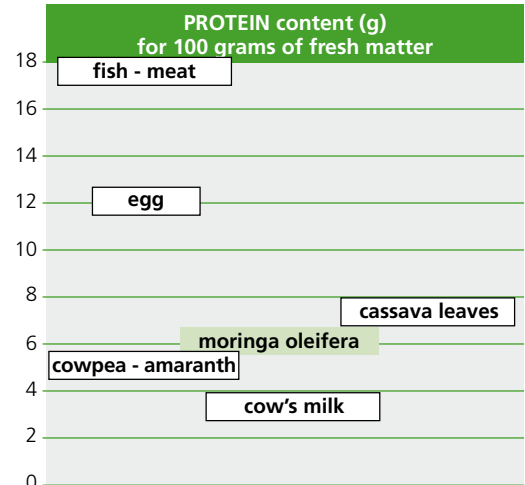 PROTEIN content (g)
for 100 grams of fresh matter
18
fish - meat
16
14
12
egg
10
8
cassava leaves
6
moringa oleifera
cowpea - amaranth
4
cow's milk
2
0